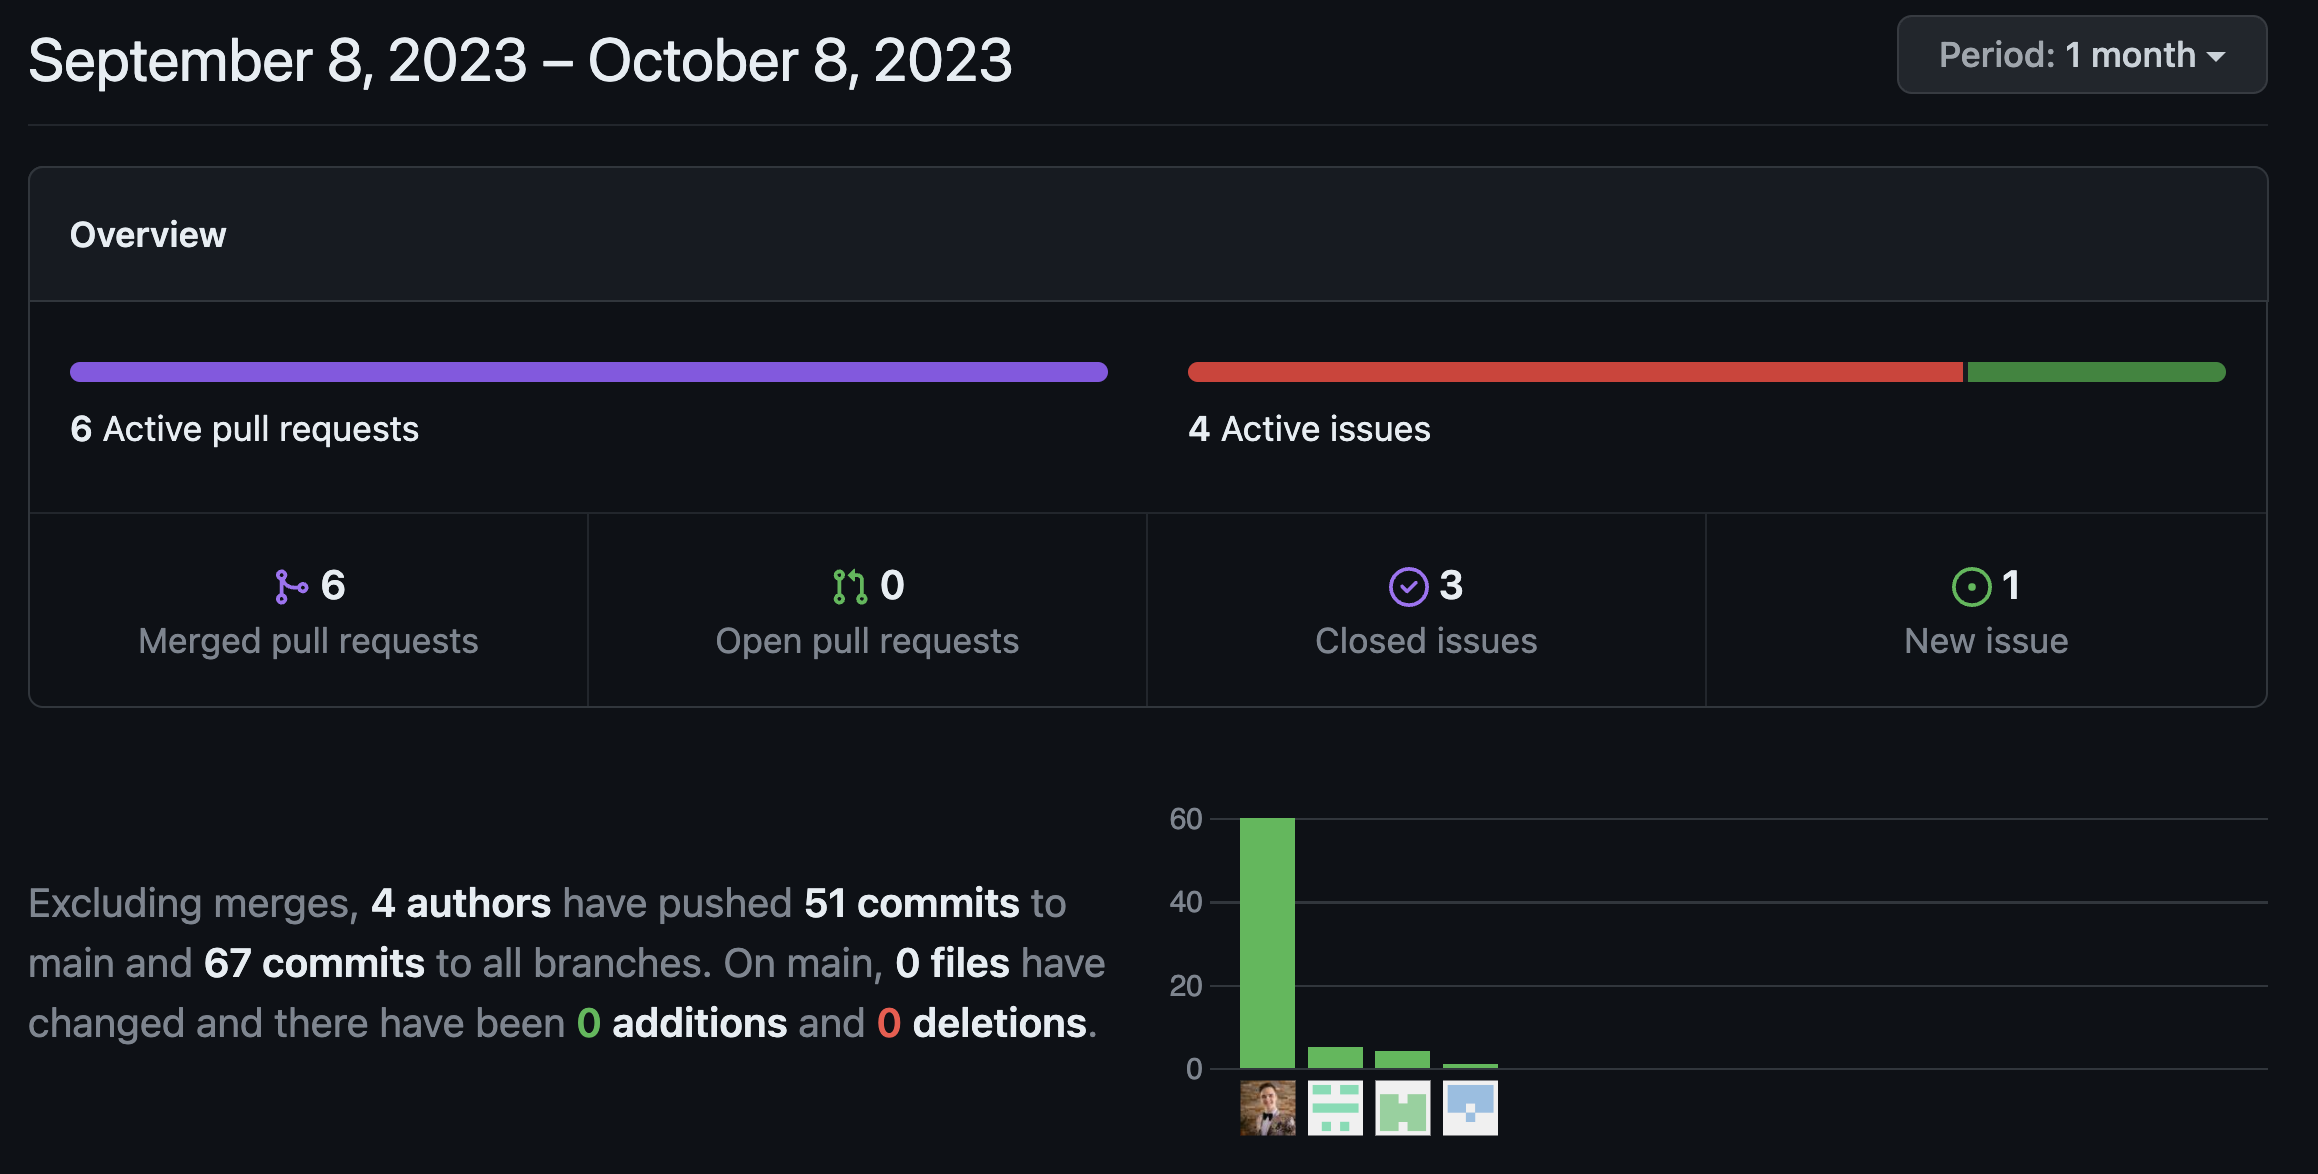 September 8, 2023 – October 8, 2023
Period: 1 month
Overview
6 Active pull requests
4 Active issues
6
Merged pull requests
0
Open pull requests
3
Closed issues
1
New issue
Excluding merges, 4 authors have pushed 51 commits to
main and 67 commits to all branches. On main, 0 files have
changed and there have been 0 additions and 0 deletions.
60
40
20
0